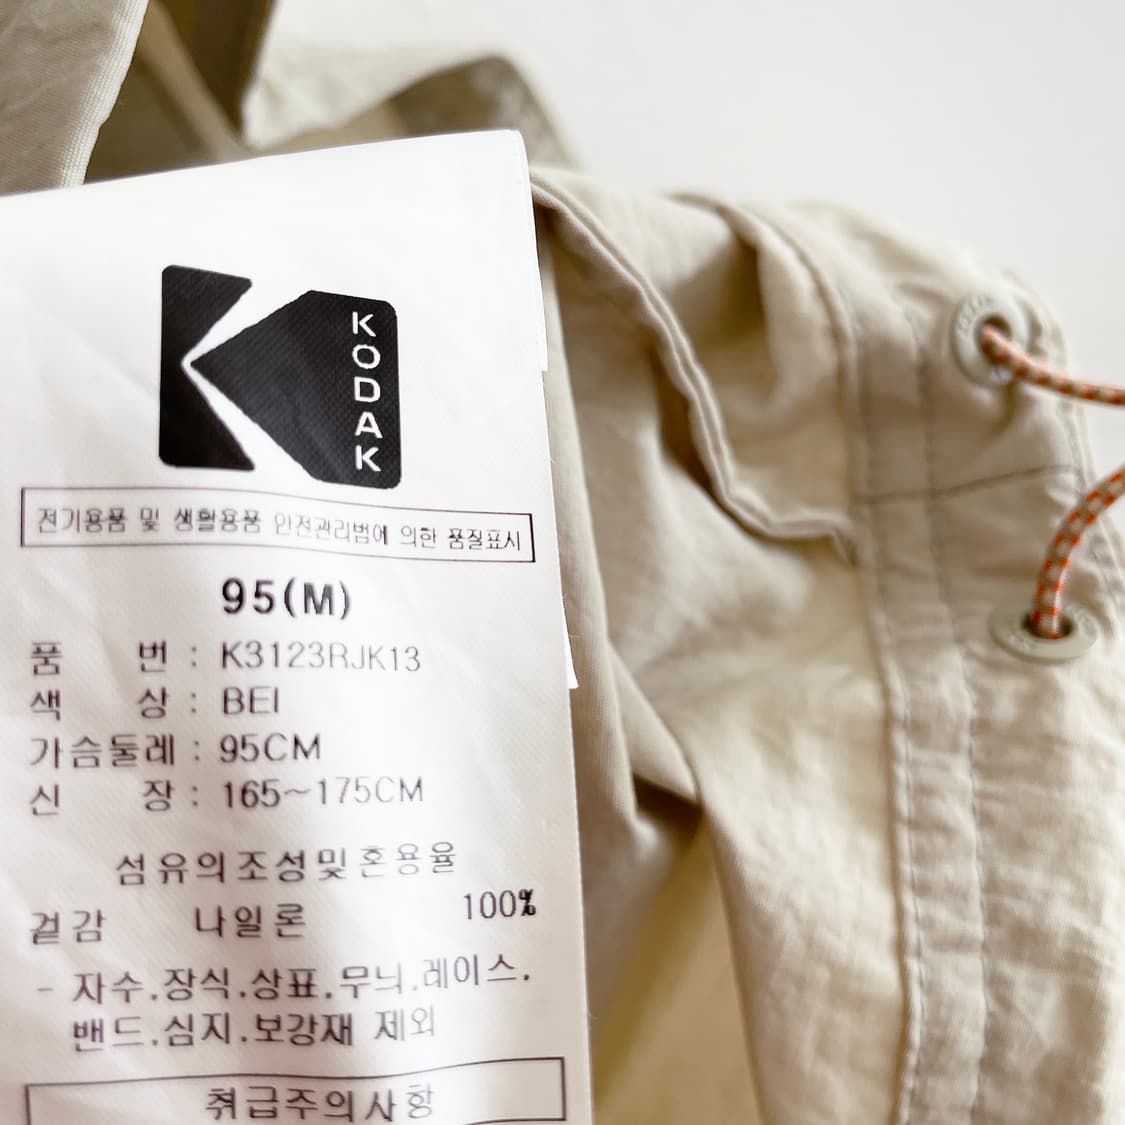 KODAK
전기용품 및 생활용품 안전관리법에 의한 품질표시
95(M)
품 번 : K3123RJK13
색 상 : BEI
가슴둘레 : 95CM
신 장 : 165~175CM
섬유의조성및혼용율
겉감 나일론 100%
- 자수.장식.상표.무늬.레이스.
밴드.심지.보강재 제외
취급주의사항